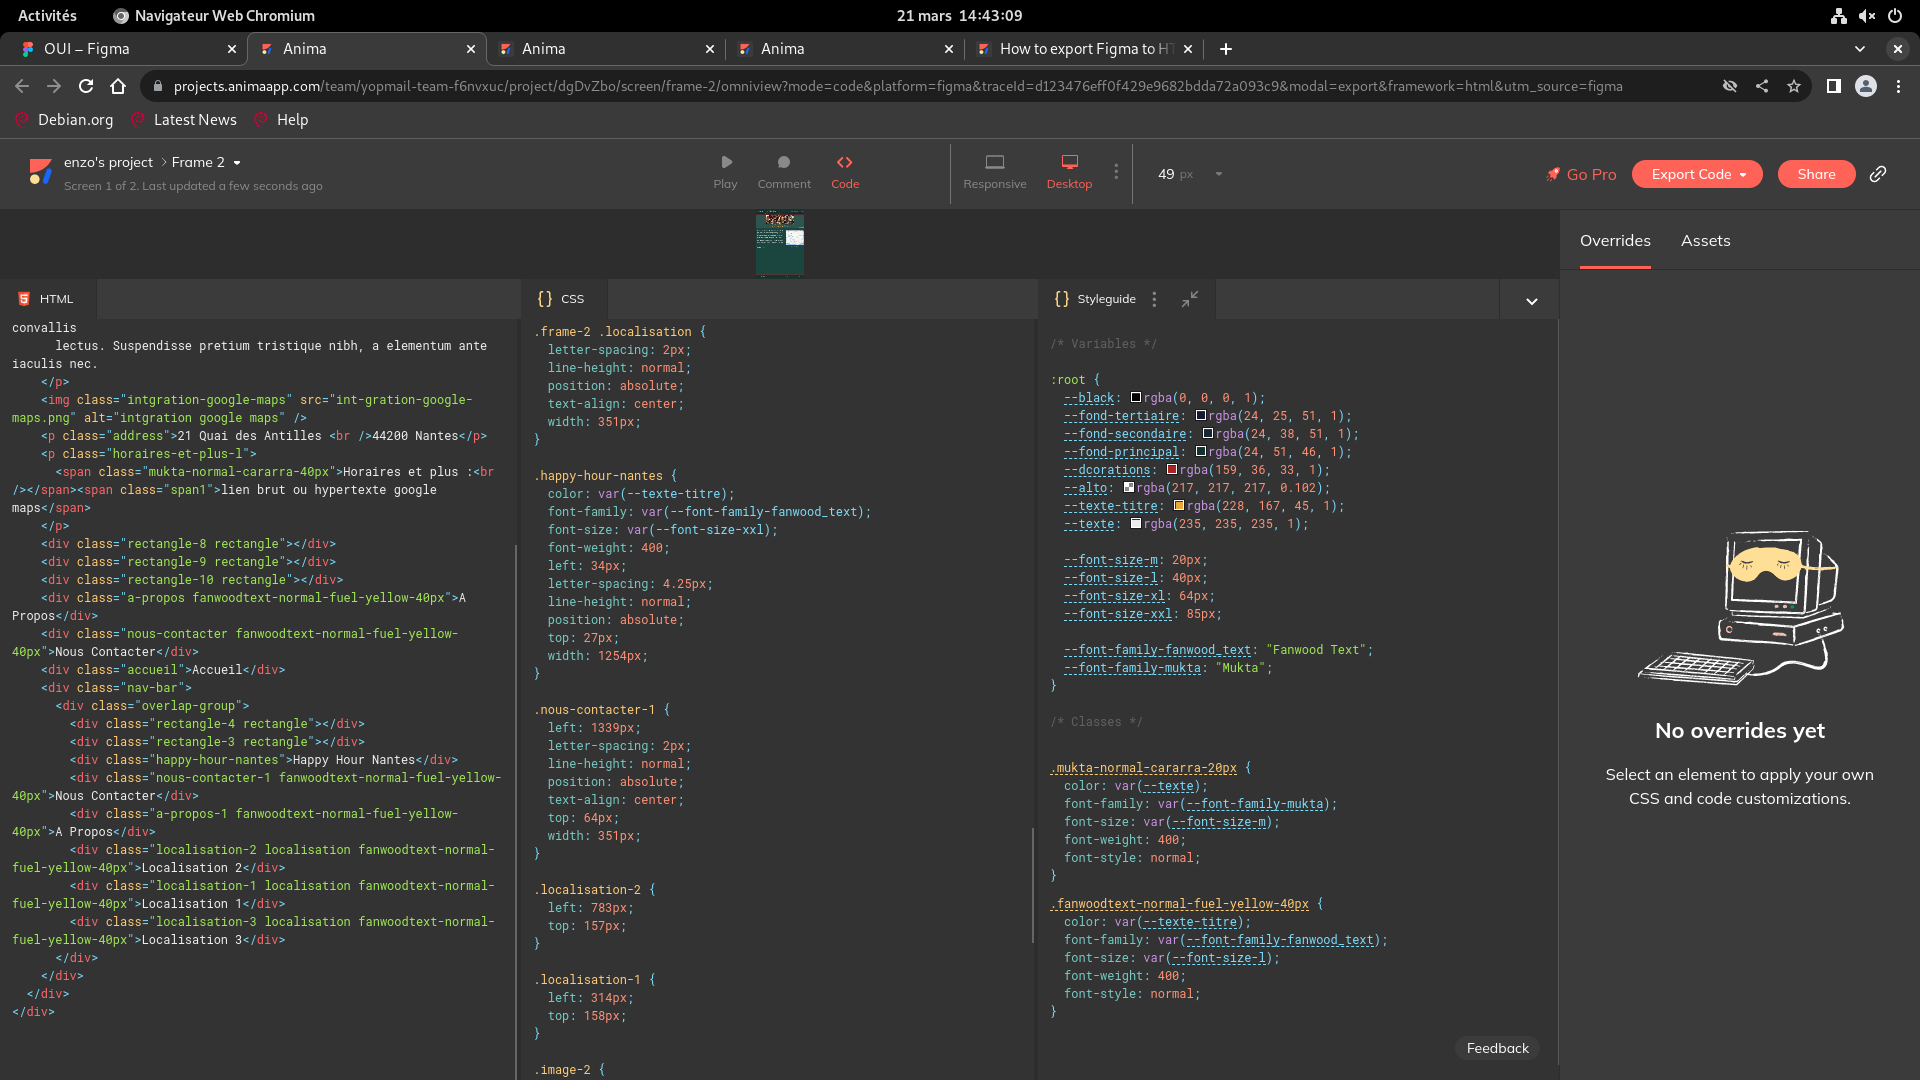 Activités
Navigateur Web Chromium
21 mars 14:43:09
OUI – Figma
Anima
Anima
Anima
How to export Figma to HT
projects.animaapp.com/team/yopmail-team-f6nvxuc/project/dgDvZbo/screen/frame-2/omniview?mode=code&platform=figma&traceId=d123476eff0f429e9682bdda72a093c9&modal=export&framework=html&utm_source=figma
Debian.org
Latest News
Help
enzo's project > Frame 2
Screen 1 of 2. Last updated a few seconds ago
Play
Comment
Code
Responsive
Desktop
49 px
Go Pro
Export Code
Share
Overrides
Assets
HTML
convallis
lectus. Suspendisse pretium tristique nibh, a elementum ante
iaculis nec.
</p>
<img class="intgration-google-maps" src="int-gration-google-
maps.png" alt="intgration google maps" />
<p class="address">21 Quai des Antilles <br />44200 Nantes</p>
<p class="horaires-et-plus-l">
<span class="mukta-normal-cararra-40px">Horaires et plus :<br
/></span><span class="span1">lien brut ou hypertexte google
maps</span>
</p>
<div class="rectangle-8 rectangle"></div>
<div class="rectangle-9 rectangle"></div>
<div class="rectangle-10 rectangle"></div>
<div class="a-propos fanwoodtext-normal-fuel-yellow-40px">A
Propos</div>
<div class="nous-contacter fanwoodtext-normal-fuel-yellow-
40px">Nous Contacter</div>
<div class="accueil">Accueil</div>
<div class="nav-bar">
<div class="overlap-group">
<div class="rectangle-4 rectangle"></div>
<div class="rectangle-3 rectangle"></div>
<div class="happy-hour-nantes">Happy Hour Nantes</div>
<div class="nous-contacter-1 fanwoodtext-normal-fuel-yellow-
40px">Nous Contacter</div>
<div class="a-propos-1 fanwoodtext-normal-fuel-yellow-
40px">A Propos</div>
<div class="localisation-2 localisation fanwoodtext-normal-
fuel-yellow-40px">Localisation 2</div>
<div class="localisation-1 localisation fanwoodtext-normal-
fuel-yellow-40px">Localisation 1</div>
<div class="localisation-3 localisation fanwoodtext-normal-
fuel-yellow-40px">Localisation 3</div>
</div>
</div>
</div>
</div>
{} CSS
.frame-2 .localisation {
letter-spacing: 2px;
line-height: normal;
position: absolute;
text-align: center;
width: 351px;
}
.happy-hour-nantes {
color: var(--texte-titre);
font-family: var(--font-family-fanwood_text);
font-size: var(--font-size-xxl);
font-weight: 400;
left: 34px;
letter-spacing: 4.25px;
line-height: normal;
position: absolute;
top: 27px;
width: 1254px;
}
.nous-contacter-1 {
left: 1339px;
letter-spacing: 2px;
line-height: normal;
position: absolute;
text-align: center;
top: 64px;
width: 351px;
}
.localisation-2 {
left: 783px;
top: 157px;
}
.localisation-1 {
left: 314px;
top: 158px;
}
.image-2 {
{} Styleguide
/* Variables */
:root {
--black: rgba(0, 0, 0, 1);
--fond-tertiaire: rgba(24, 25, 51, 1);
--fond-secondaire: rgba(24, 38, 51, 1);
--fond-principal: rgba(24, 51, 46, 1);
--dcorations: rgba(159, 36, 33, 1);
--alto: rgba(217, 217, 217, 0.102);
--texte-titre: rgba(228, 167, 45, 1);
--texte: rgba(235, 235, 235, 1);
--font-size-m: 20px;
--font-size-l: 40px;
--font-size-xl: 64px;
--font-size-xxl: 85px;
--font-family-fanwood_text: "Fanwood Text";
--font-family-mukta: "Mukta";
}
/* Classes */
.mukta-normal-cararra-20px {
color: var(--texte);
font-family: var(--font-family-mukta);
font-size: var(--font-size-m);
font-weight: 400;
font-style: normal;
}
.fanwoodtext-normal-fuel-yellow-40px {
color: var(--texte-titre);
font-family: var(--font-family-fanwood_text);
font-size: var(--font-size-l);
font-weight: 400;
font-style: normal;
}
Feedback
No overrides yet
Select an element to apply your own
CSS and code customizations.